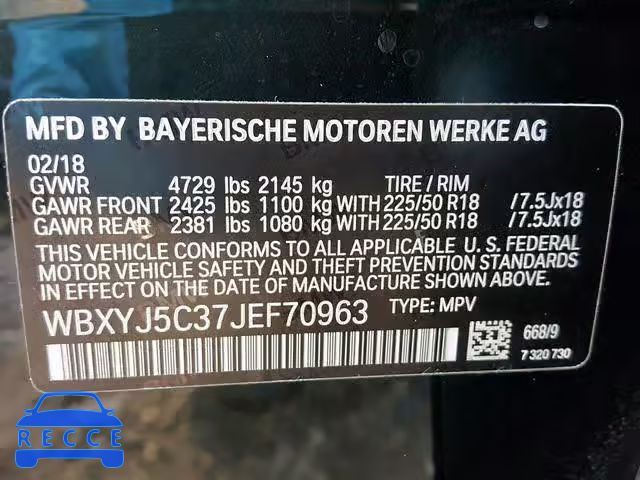 MFD BY BAYERISCHE MOTOREN WERKE AG
02/18
GVWR 4729 lbs 2145 kg TIRE / RIM
GAWR FRONT 2425 lbs 1100 kg WITH 225/50 R18 /7.5Jx18
GAWR REAR 2381 lbs 1080 kg WITH 225/50 R18 /7.5Jx18
THIS VEHICLE CONFORMS TO ALL APPLICABLE U. S. FEDERAL
MOTOR VEHICLE SAFETY AND THEFT PREVENTION STANDARDS
IN EFFECT ON THE DATE OF MANUFACTURE SHOWN ABOVE.
WBXYJ5C37JEF70963 TYPE: MPV
668/9
7 320 730
RECCE